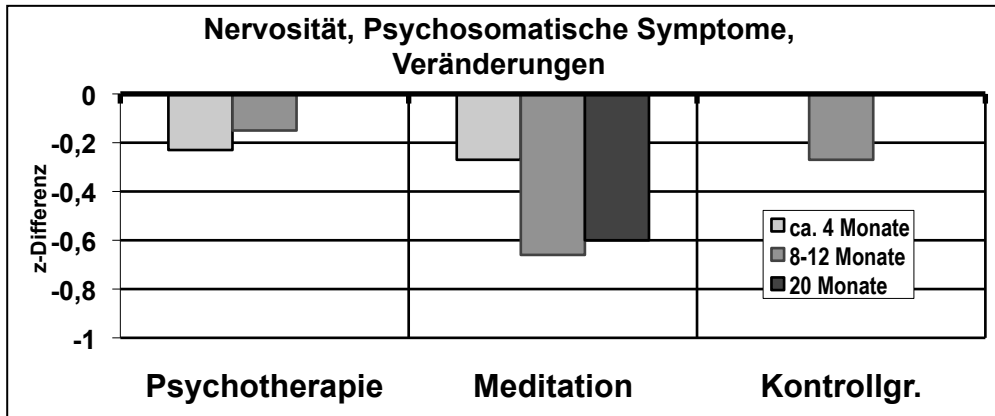 Nervosität, Psychosomatische Symptome,
Veränderungen
z-Differenz
0
-0,2
-0,4
-0,6
-0,8
-1
ca. 4 Monate
8-12 Monate
20 Monate
Psychotherapie
Meditation
Kontrollgr.